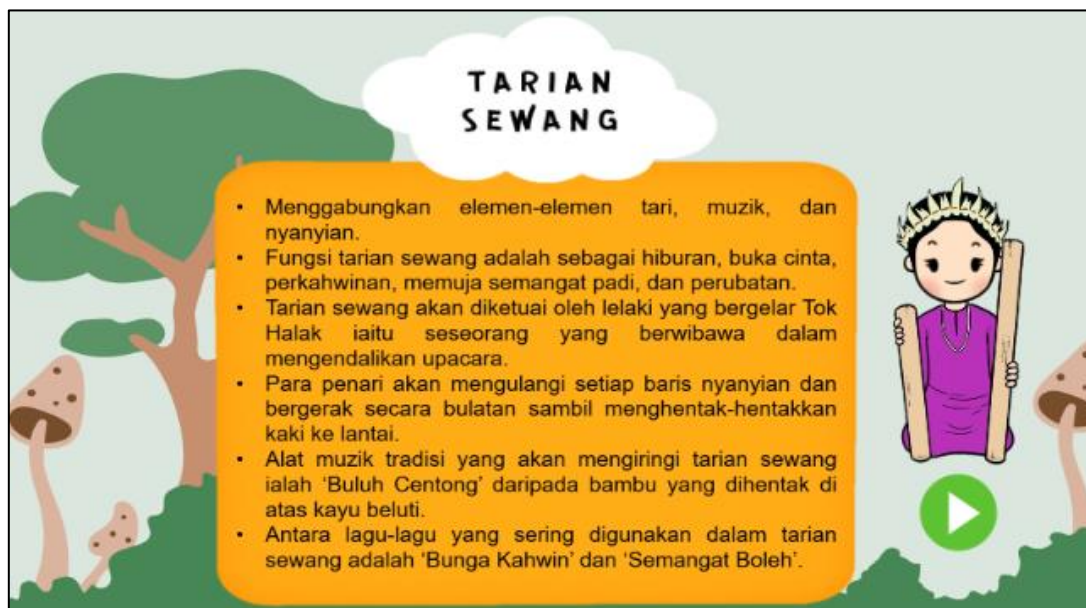 TARIAN
SEWANG
• Menggabungkan elemen-elemen tari, muzik, dan
nyanyian.
• Fungsi tarian sewang adalah sebagai hiburan, buka cinta,
perkahwinan, memuja semangat padi, dan perubatan.
• Tarian sewang akan diketuai oleh lelaki yang bergelar Tok
Halak iaitu seseorang yang berwibawa dalam
mengendalikan upacara.
• Para penari akan mengulangi setiap baris nyanyian dan
bergerak secara bulatan sambil menghentak-hentakkan
kaki ke lantai.
• Alat muzik tradisi yang akan mengiringi tarian sewang
ialah ‘Buluh Centong’ daripada bambu yang dihentak di
atas kayu beluti.
• Antara lagu-lagu yang sering digunakan dalam tarian
sewang adalah ‘Bunga Kahwin’ dan ‘Semangat Boleh’.